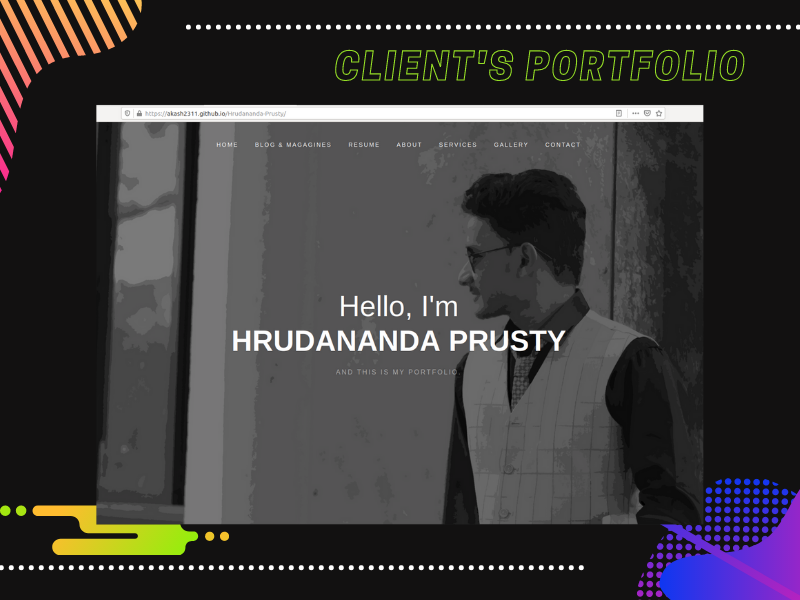 CLIENT'S PORTFOLIO
https://akash2311.github.io/Hrudananda-Prusty/
HOME BLOG & MAGAGINES RESUME ABOUT SERVICES GALLERY CONTACT
Hello, I'm
HRUDANANDA PRUSTY
AND THIS IS MY PORTFOLIO.